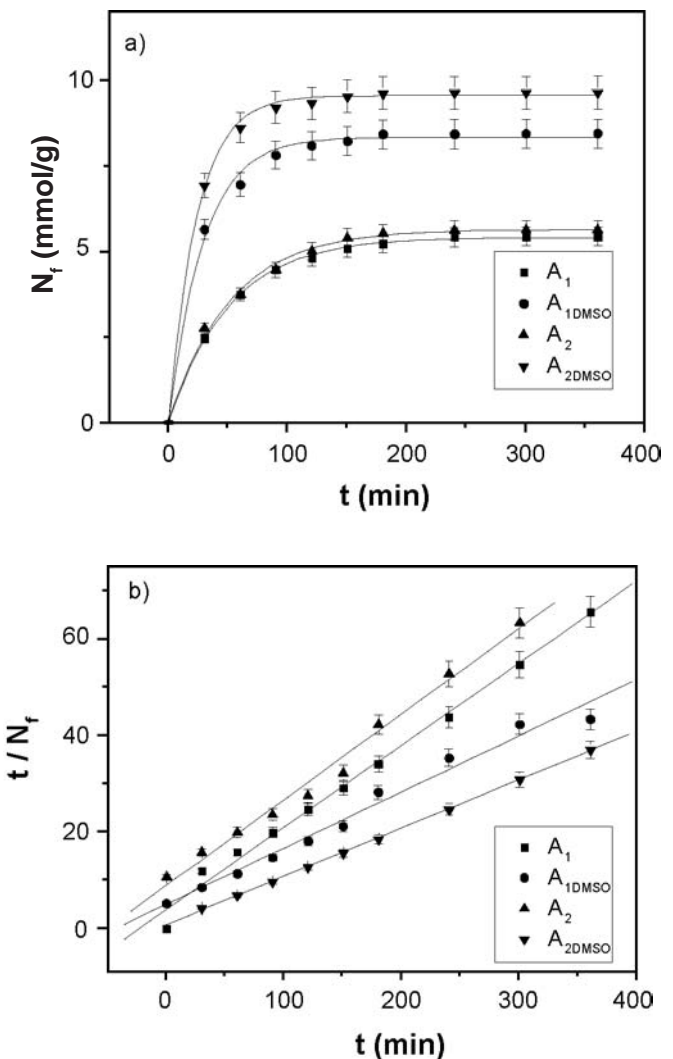 a)
10
5
0
N_f (mmol/g)
A_1
A_1DMSO
A_2
A_2DMSO
0 100 200 300 400
t (min)
b)
60
40
20
0
t / N_f
A_1
A_1DMSO
A_2
A_2DMSO
0 100 200 300 400
t (min)